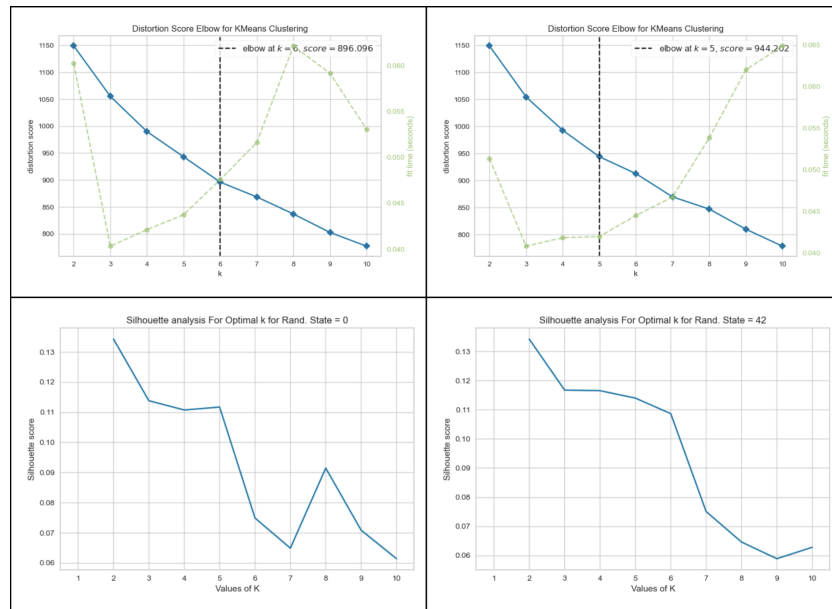 Distortion Score Elbow for KMeans Clustering
elbow at k = 6, score = 896.096
1150
1100
1050
1000
950
900
850
800
distortion score
0.060
0.055
0.050
0.045
0.040
fit time (seconds)
2 3 4 5 6 7 8 9 10
k
Distortion Score Elbow for KMeans Clustering
elbow at k = 5, score = 944.202
1150
1100
1050
1000
950
900
850
800
distortion score
0.065
0.060
0.055
0.050
0.045
0.040
fit time (seconds)
2 3 4 5 6 7 8 9 10
k
Silhouette analysis For Optimal k for Rand. State = 0
0.13
0.12
0.11
0.10
0.09
0.08
0.07
0.06
Silhouette score
1 2 3 4 5 6 7 8 9 10
Values of K
Silhouette analysis For Optimal k for Rand. State = 42
0.13
0.12
0.11
0.10
0.09
0.08
0.07
0.06
Silhouette score
1 2 3 4 5 6 7 8 9 10
Values of K